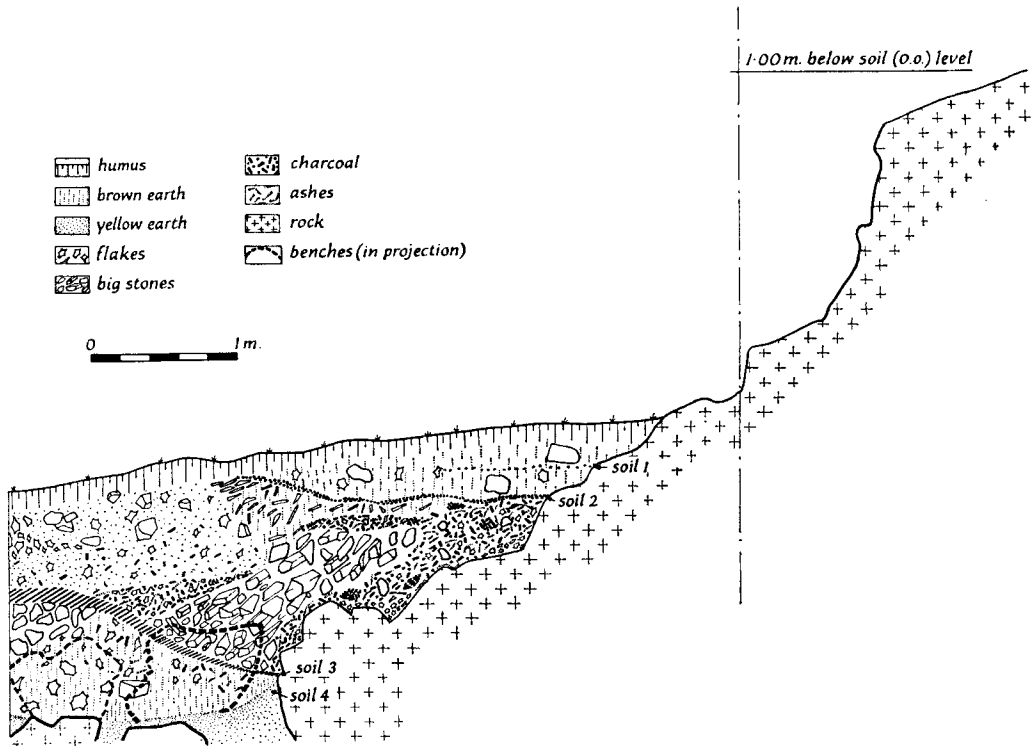 1·00 m. below soil (o.o.) level
humus
brown earth
yellow earth
flakes
big stones
charcoal
ashes
rock
benches (in projection)
0 1 m.
soil 1
soil 2
soil 3
soil 4